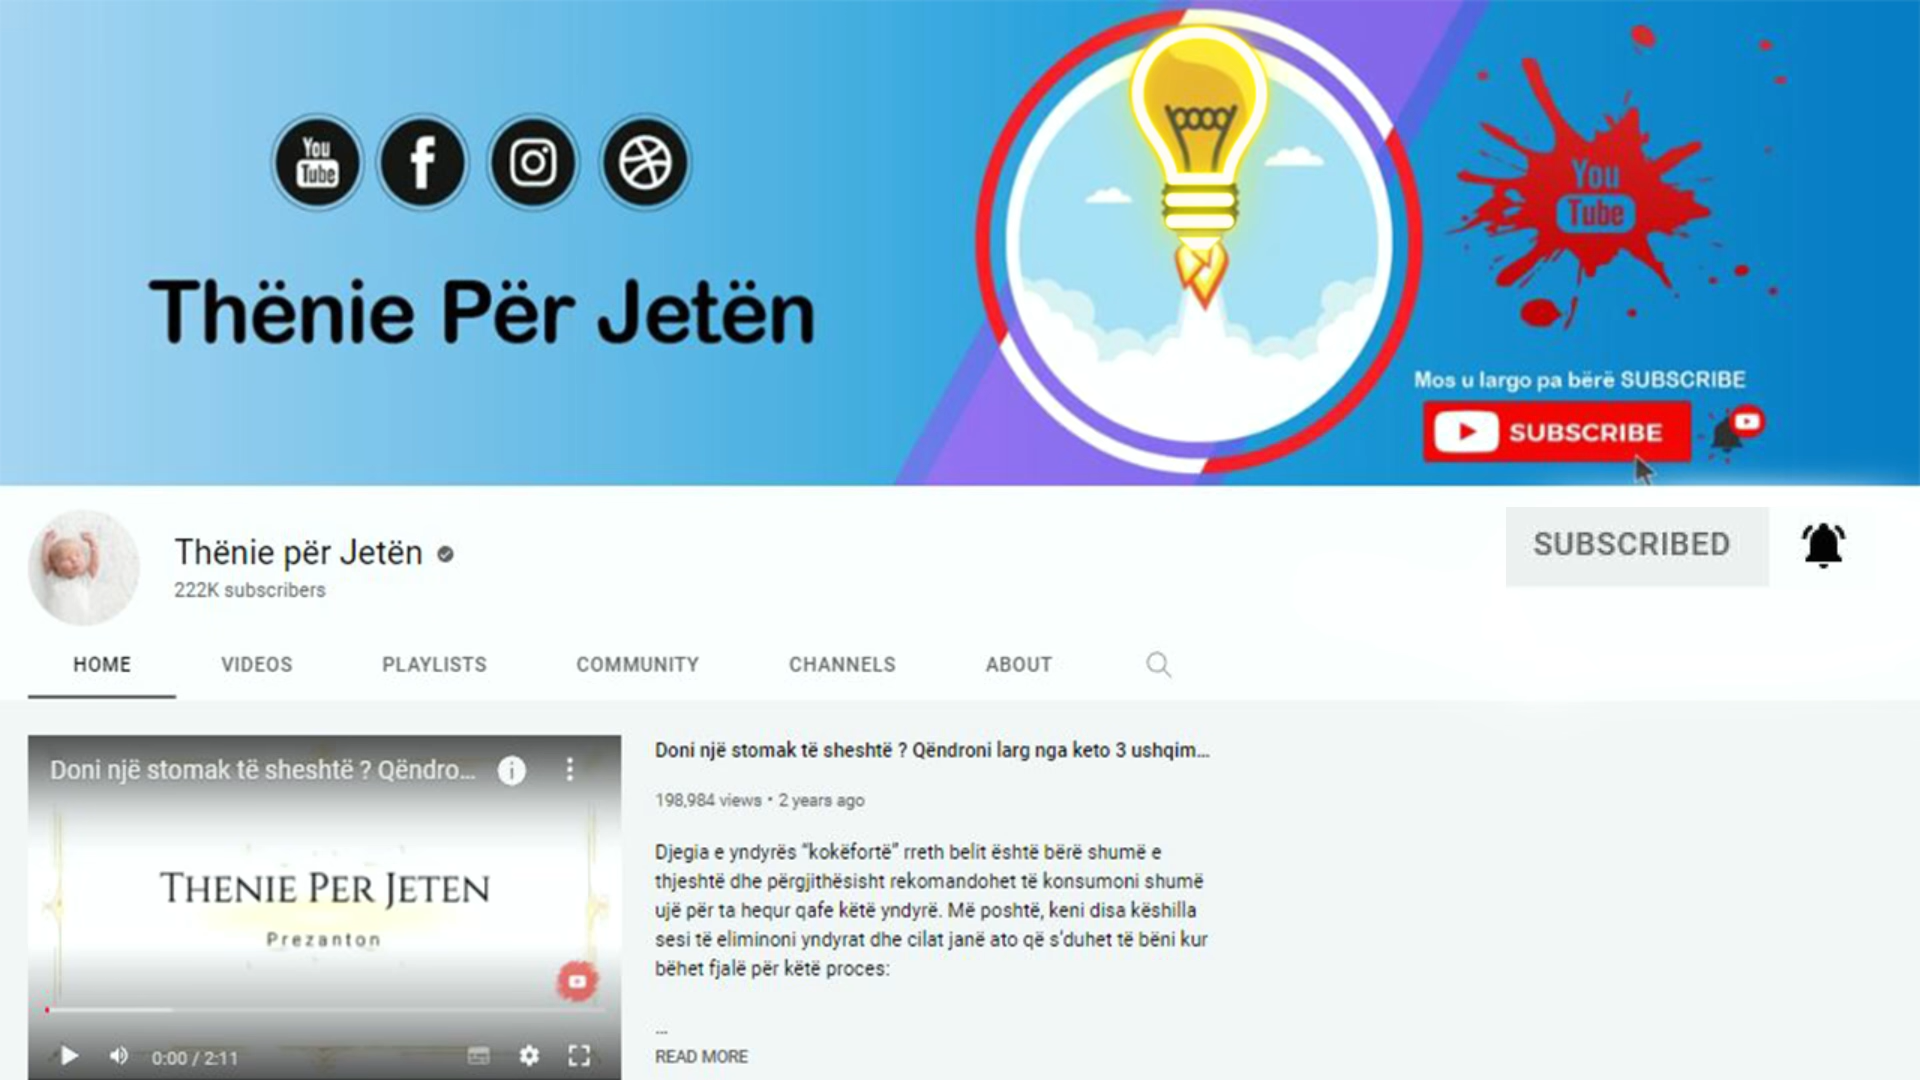 You
Tube
Thënie Për Jetën
You
Tube
Mos u largo pa bërë SUBSCRIBE
SUBSCRIBE
Thënie për Jetën
222K subscribers
SUBSCRIBED
HOME VIDEOS PLAYLISTS COMMUNITY CHANNELS ABOUT
Doni një stomak të sheshtë ? Qëndro...
THENIE PER JETEN
Prezanton
0:00 / 2:11
Doni një stomak të sheshtë ? Qëndroni larg nga keto 3 ushqim...
198,984 views • 2 years ago
Djegia e yndyrës “kokëfortë” rreth belit është bërë shumë e
thjeshtë dhe përgjithësisht rekomandohet të konsumoni shumë
ujë për ta hequr qafe këtë yndyrë. Më poshtë, keni disa këshilla
sesi të eliminoni yndyrat dhe cilat janë ato që s'duhet të bëni kur
bëhet fjalë për këtë proces:
...
READ MORE